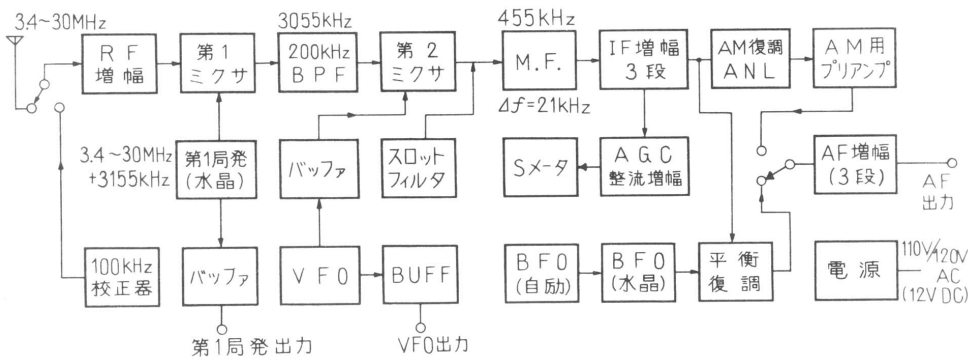 3.4～30MHz
RF
増幅
第1
ミクサ
3055kHz
200kHz
BPF
第2
ミクサ
455kHz
M.F.
Δf=21kHz
IF増幅
3段
AM復調
ANL
AM用
プリアンプ
3.4～30MHz
+3155kHz
第1局発
(水晶)
バッファ
スロット
フィルタ
Sメータ
AGC
整流増幅
AF増幅
(3段)
AF
出力
100kHz
校正器
バッファ
VFO
BUFF
BFO
(自励)
BFO
(水晶)
平衡
復調
電源
110V/
120V
AC
(12VDC)
第1局発出力
VFO出力